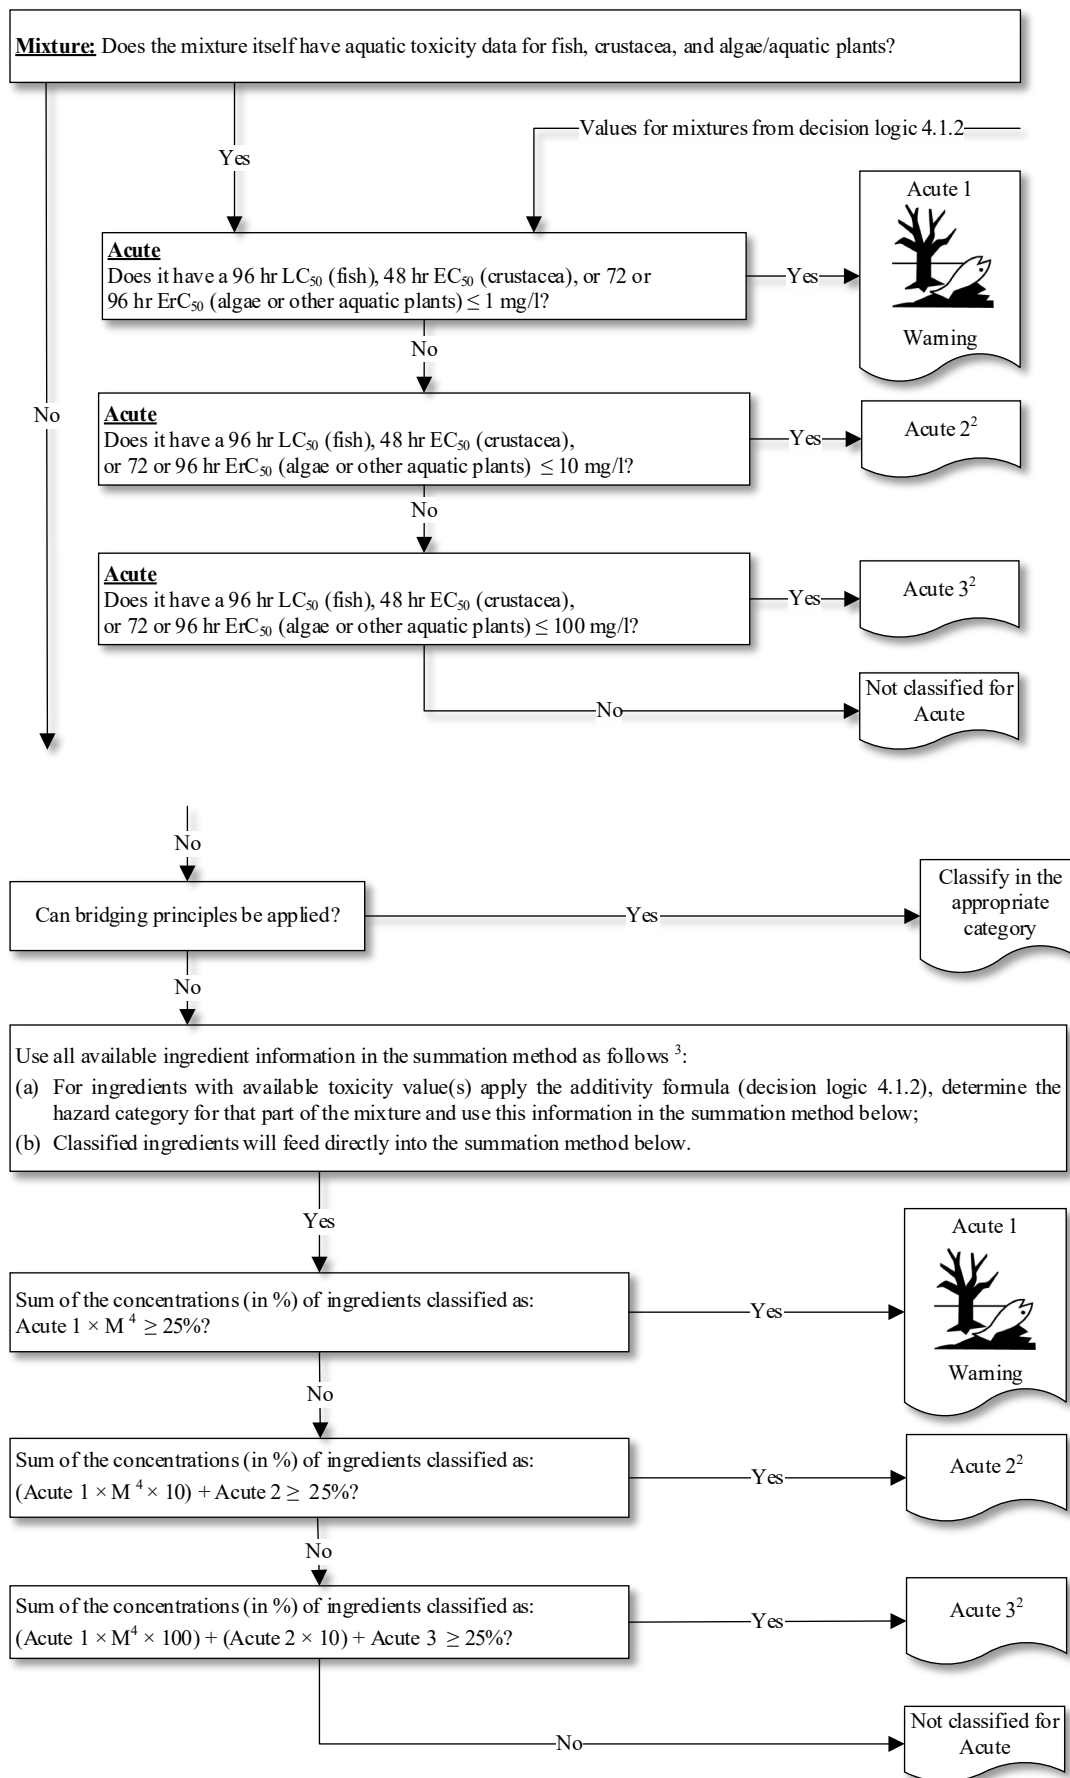 Mixture: Does the mixture itself have aquatic toxicity data for fish, crustacea, and algae/aquatic plants?
Values for mixtures from decision logic 4.1.2
Yes
Acute 1
Acute
Does it have a 96 hr LC50 (fish), 48 hr EC50 (crustacea), or 72 or
96 hr ErC50 (algae or other aquatic plants) ≤ 1 mg/l?
Yes
Warning
No
No
Acute
Does it have a 96 hr LC50 (fish), 48 hr EC50 (crustacea),
or 72 or 96 hr ErC50 (algae or other aquatic plants) ≤ 10 mg/l?
Yes
Acute 2²
No
Acute
Does it have a 96 hr LC50 (fish), 48 hr EC50 (crustacea),
or 72 or 96 hr ErC50 (algae or other aquatic plants) ≤ 100 mg/l?
Yes
Acute 3²
No
Not classified for
Acute
No
Can bridging principles be applied?
Yes
Classify in the
appropriate
category
No
Use all available ingredient information in the summation method as follows ³:
(a) For ingredients with available toxicity value(s) apply the additivity formula (decision logic 4.1.2), determine the
hazard category for that part of the mixture and use this information in the summation method below;
(b) Classified ingredients will feed directly into the summation method below.
Yes
Acute 1
Sum of the concentrations (in %) of ingredients classified as:
Acute 1 × M ⁴ ≥ 25%?
Yes
Warning
No
Sum of the concentrations (in %) of ingredients classified as:
(Acute 1 × M ⁴ × 10) + Acute 2 ≥ 25%?
Yes
Acute 2²
No
Sum of the concentrations (in %) of ingredients classified as:
(Acute 1 × M⁴ × 100) + (Acute 2 × 10) + Acute 3 ≥ 25%?
Yes
Acute 3²
No
Not classified for
Acute